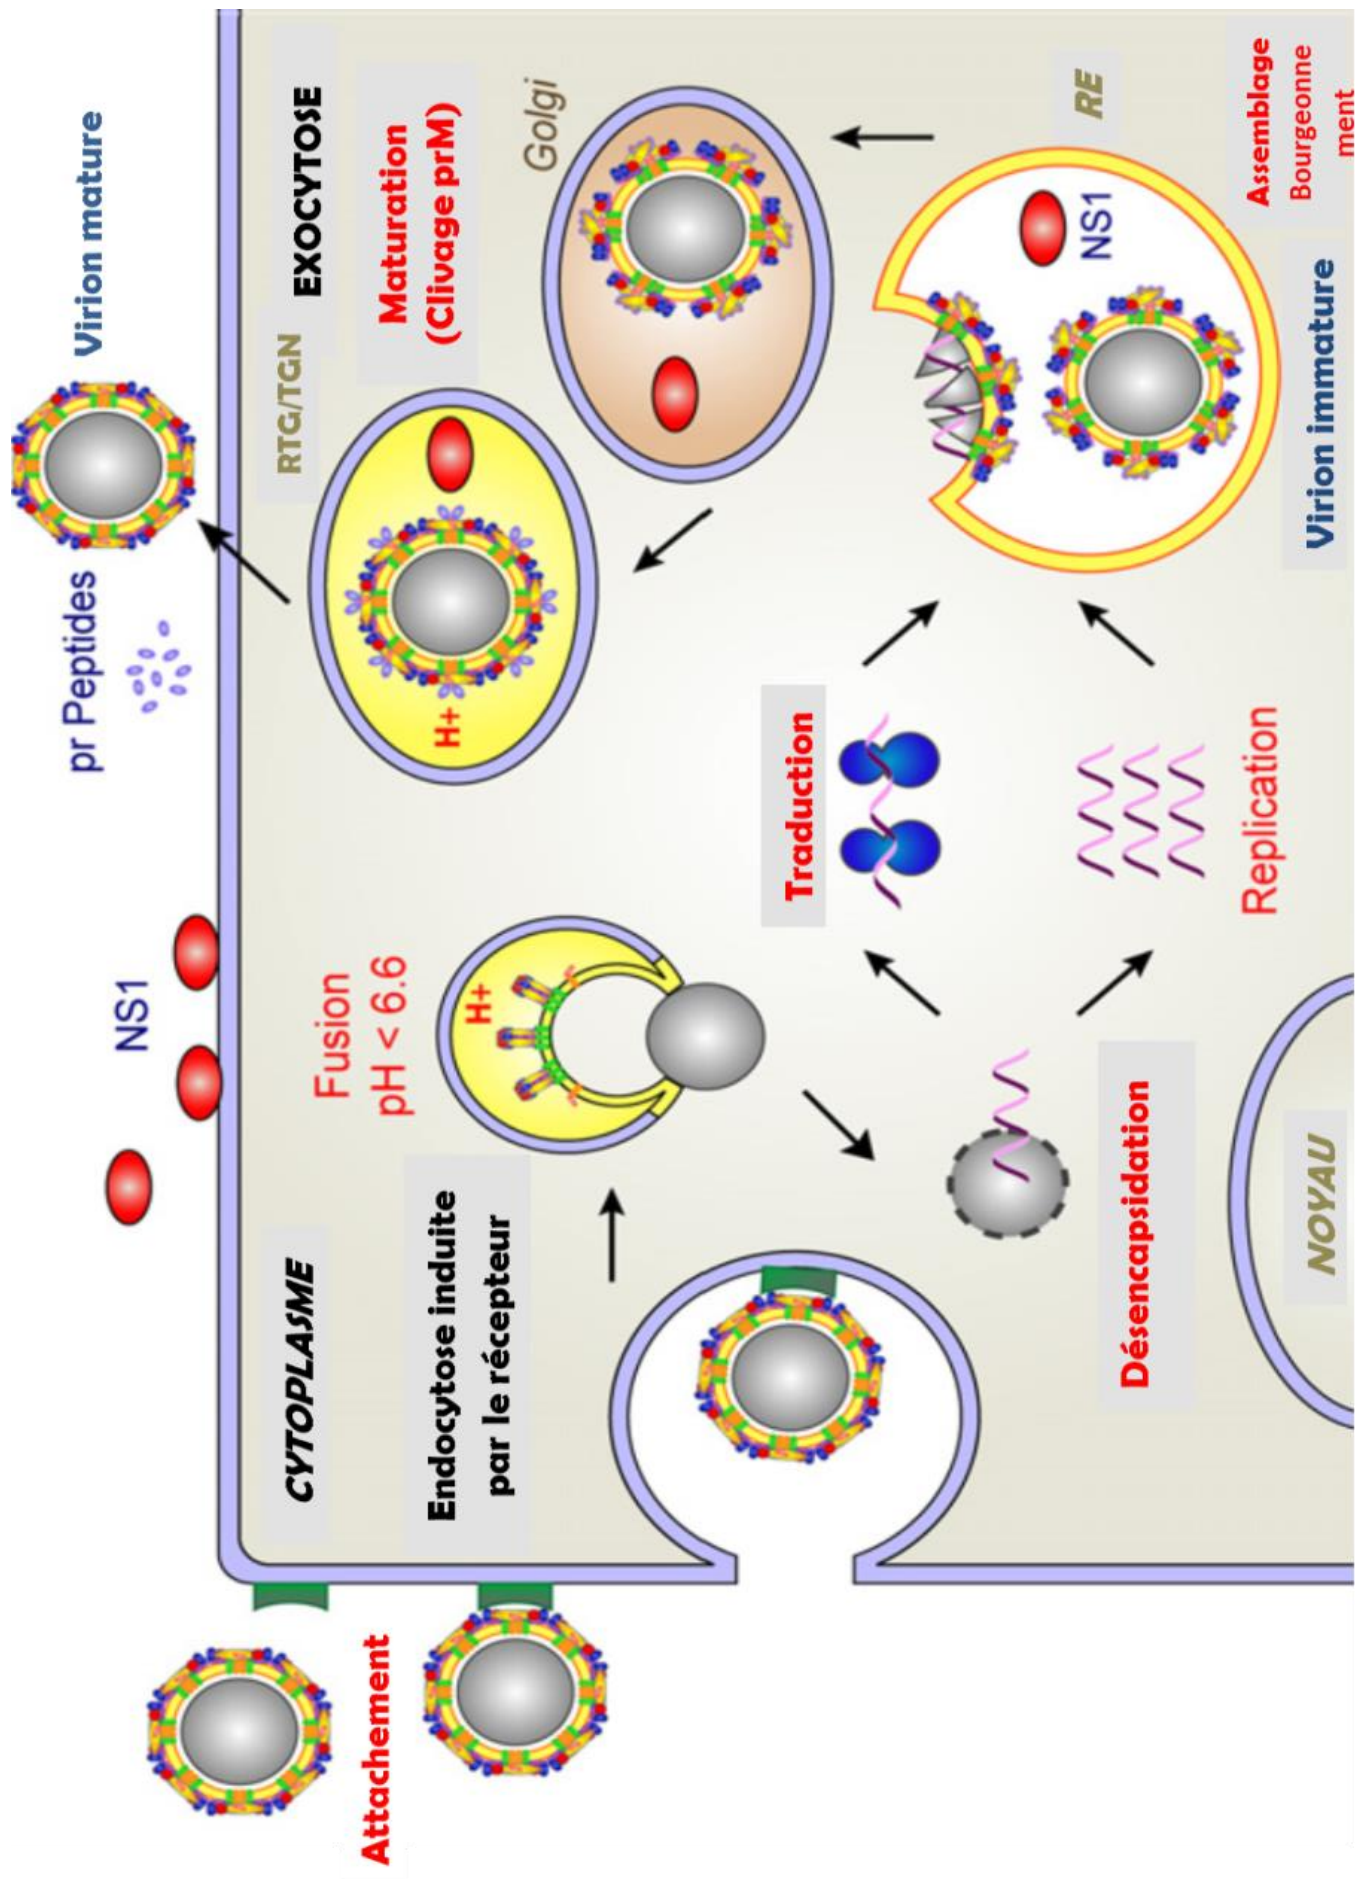 Attachement
CYTOPLASME
Endocytose induite
par le récepteur
Fusion
pH < 6.6
H+
Désencapsidation
NOYAU
Traduction
Replication
NS1
pr Peptides
Virion mature
RTG/TGN
EXOCYTOSE
Maturation
(Clivage prM)
H+
Golgi
RE
NS1
Assemblage
Bourgeonne
ment
Virion immature